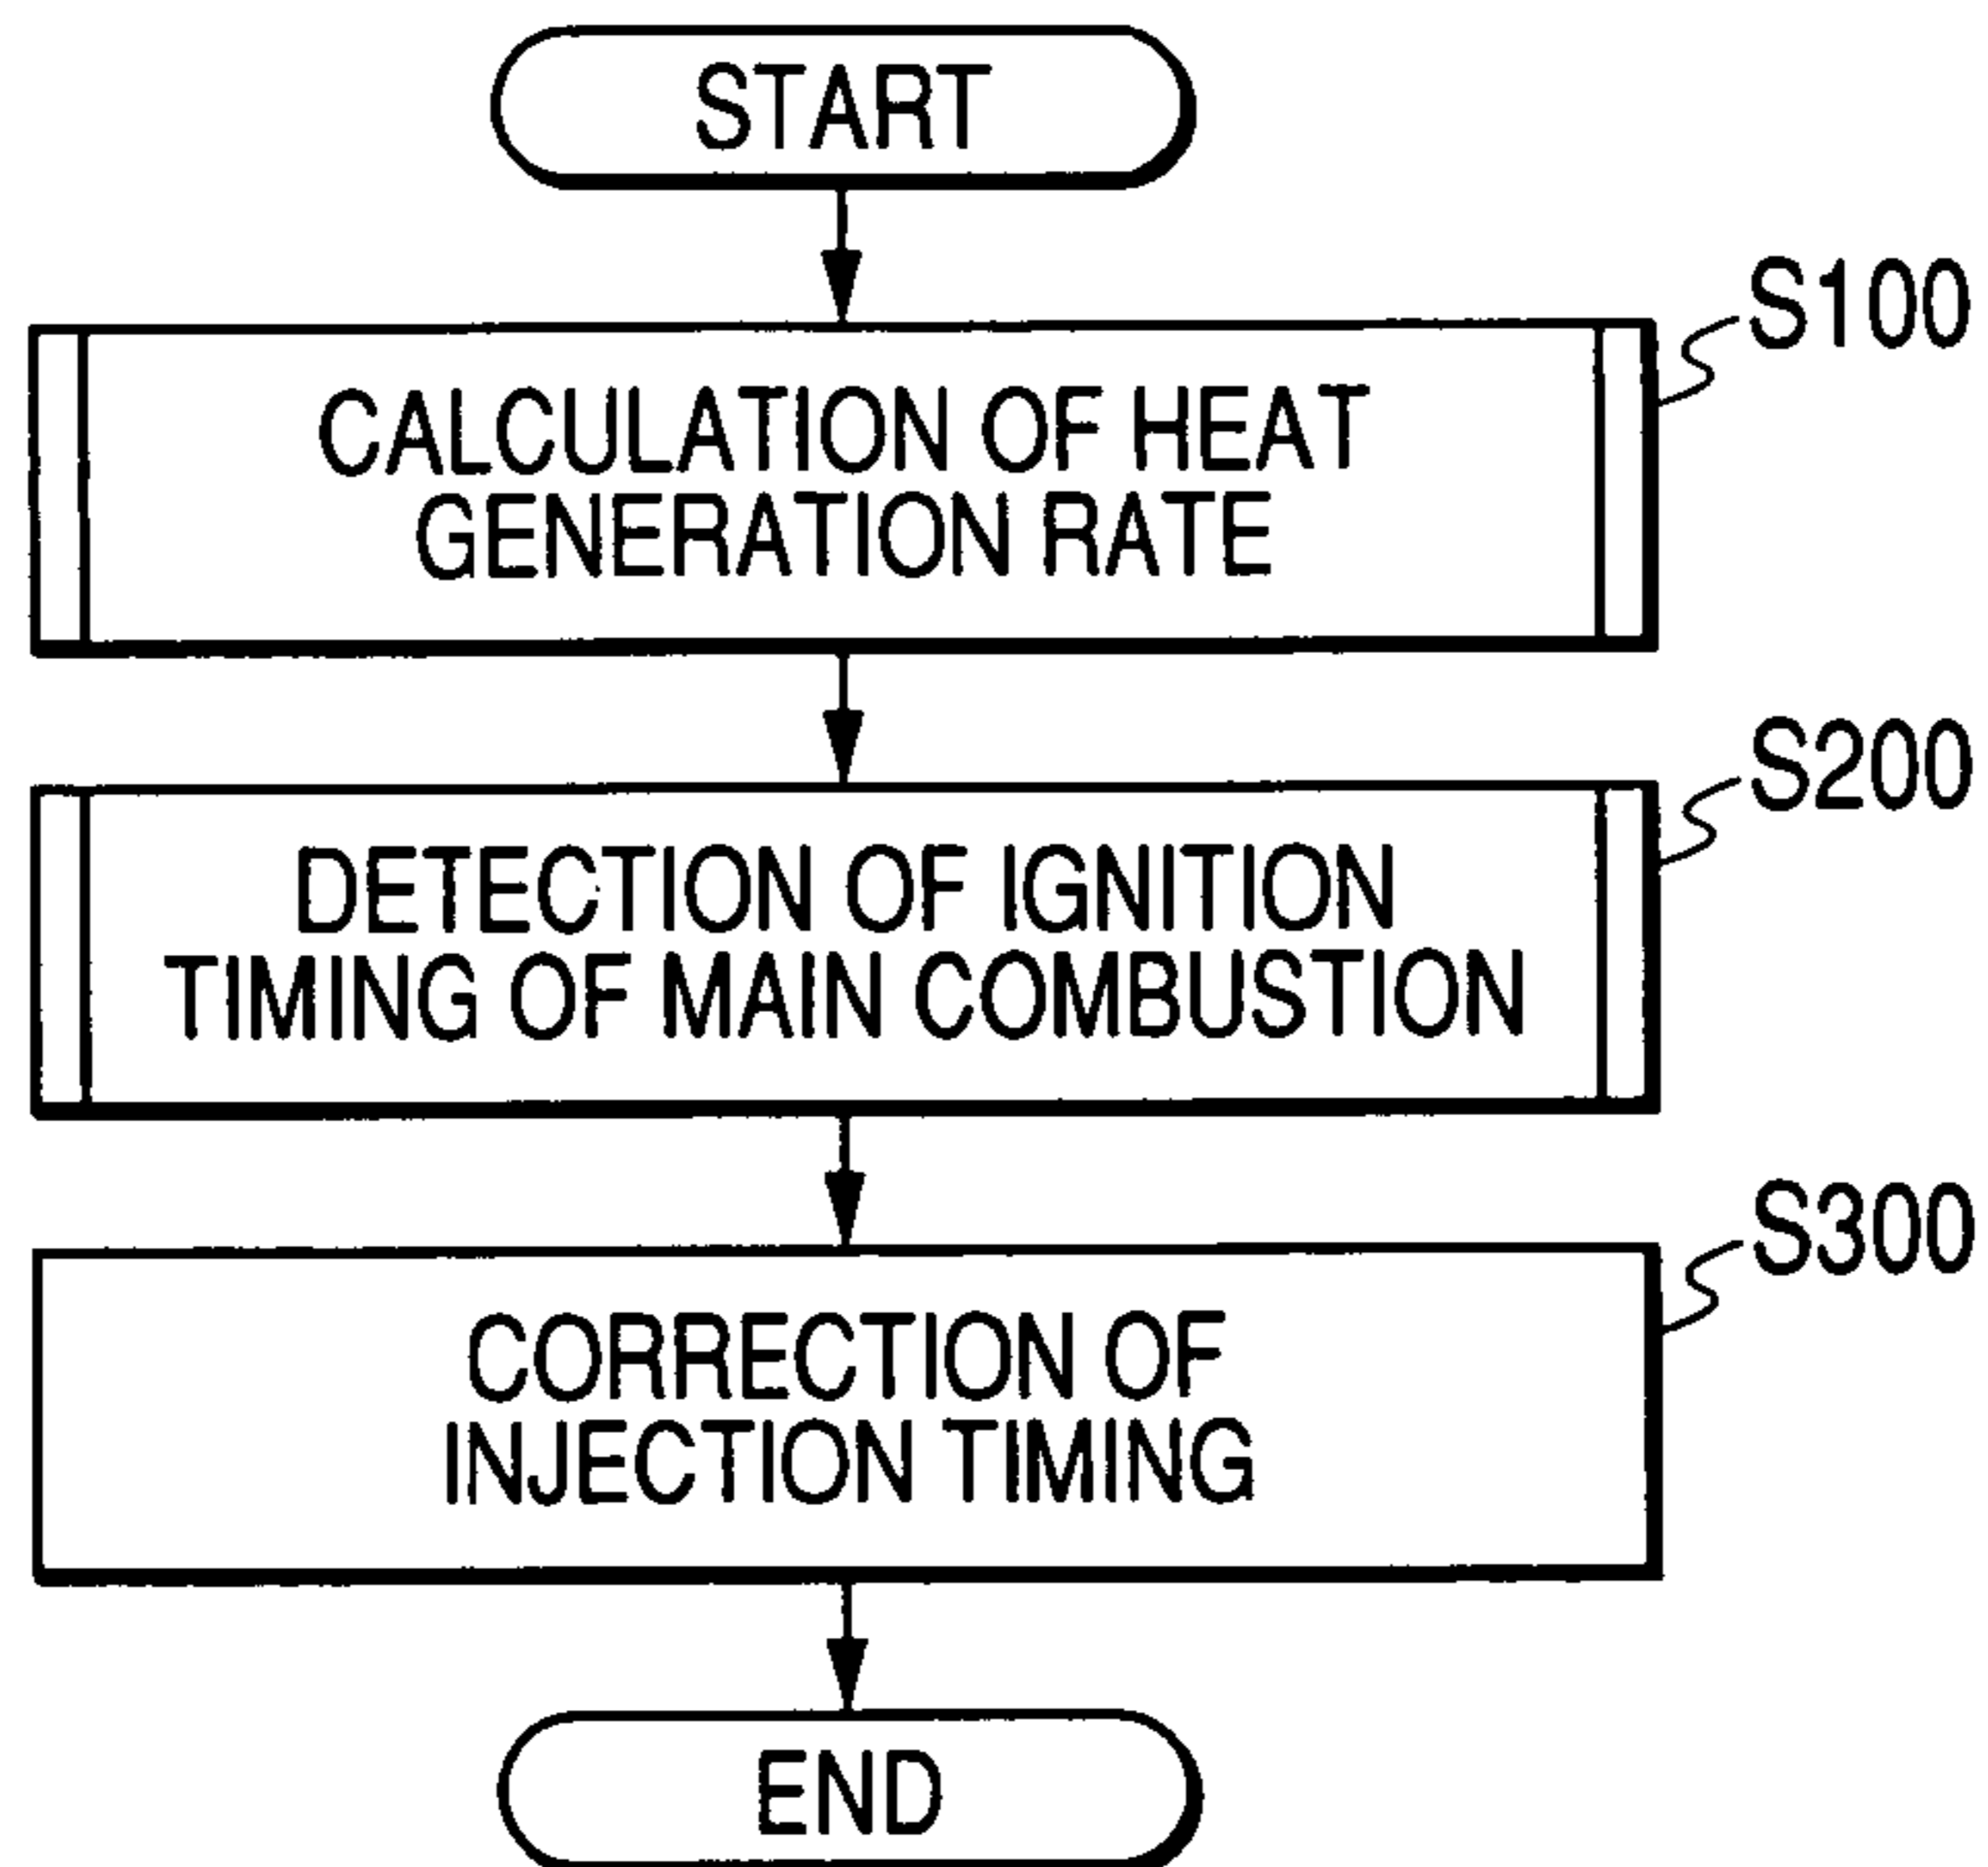 START
S100
CALCULATION OF HEAT
GENERATION RATE
S200
DETECTION OF IGNITION
TIMING OF MAIN COMBUSTION
S300
CORRECTION OF
INJECTION TIMING
END